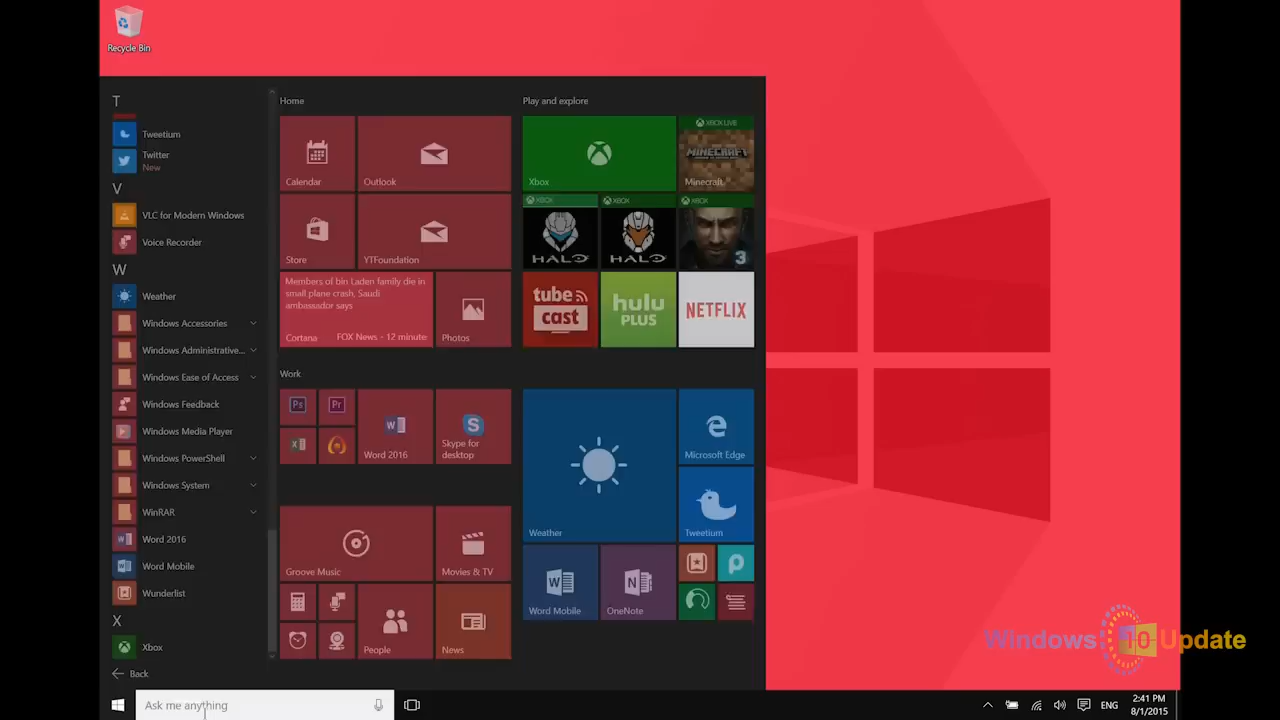 Recycle Bin
T
Tweetium
Twitter
New
V
VLC for Modern Windows
Voice Recorder
W
Weather
Windows Accessories
Windows Administrative...
Windows Ease of Access
Windows Feedback
Windows Media Player
Windows PowerShell
Windows System
WinRAR
Word 2016
Word Mobile
Wunderlist
X
Xbox
Back
Home
Calendar
Outlook
Store
YTFoundation
Members of bin Laden family die in
small plane crash, Saudi
ambassador says
Cortana
FOX News - 12 minute
Photos
Work
Ps
Pr
W
Word 2016
S
Skype for
desktop
X
Groove Music
Movies & TV
People
News
Play and explore
Xbox
XBOX LIVE
MINECRAFT
Minecraft
XBOX
HALO
XBOX
HALO
XBOX
3
tube
cast
hulu
PLUS
NETFLIX
Weather
Microsoft Edge
Tweetium
W
Word Mobile
N
OneNote
Windows 10 Update
Ask me anything
ENG
2:41 PM
8/1/2015